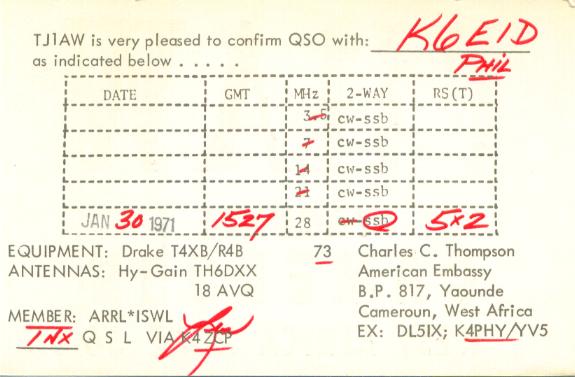 TJ1AW is very pleased to confirm QSO with: K6EID
as indicated below . . . . . PHIL
DATE GMT MHz 2-WAY RS(T)
3.5 cw-ssb
7 cw-ssb
14 cw-ssb
21 cw-ssb
JAN 30 1971 1527 28 cw-ssb 5x2
EQUIPMENT: Drake T4XB/R4B 73 Charles C. Thompson
ANTENNAS: Hy-Gain TH6DXX American Embassy
18 AVQ B.P. 817, Yaounde
MEMBER: ARRL*ISWL Cameroun, West Africa
TNX Q S L VIA K4ZCP EX: DL5IX; K4PHY/YV5